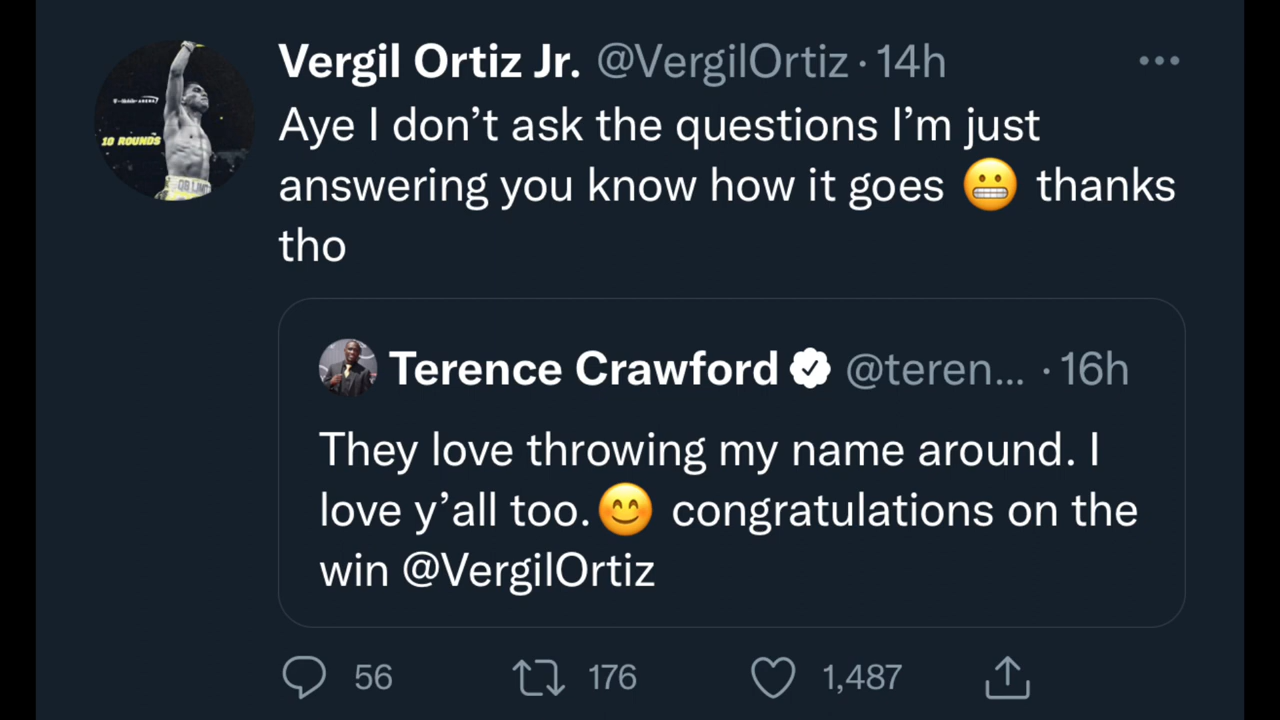 Vergil Ortiz Jr. @VergilOrtiz · 14h
Aye I don’t ask the questions I’m just
answering you know how it goes 😬 thanks
tho
T-Mobile ARENA
10 ROUNDS
Terence Crawford @teren... · 16h
They love throwing my name around. I
love y’all too.😊 congratulations on the
win @VergilOrtiz
56 176 1,487